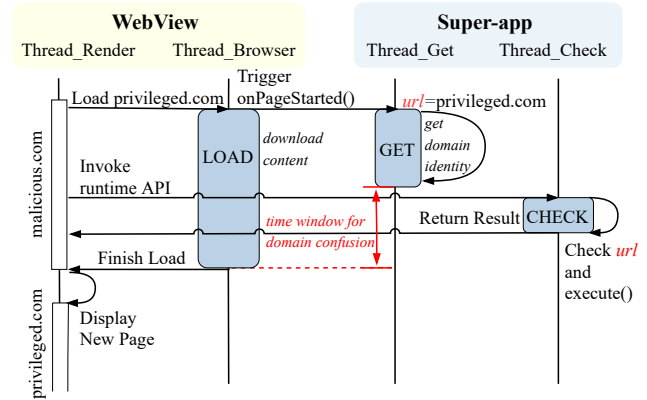 WebView
Super-app
Thread_Render
Thread_Browser
Thread_Get
Thread_Check
Load privileged.com
Trigger
onPageStarted()
url=privileged.com
malicious.com
LOAD
download
content
GET
get
domain
identity
Invoke
runtime API
time window for
domain confusion
Return Result
CHECK
Finish Load
Check url
and
execute()
Display
New Page
privileged.com